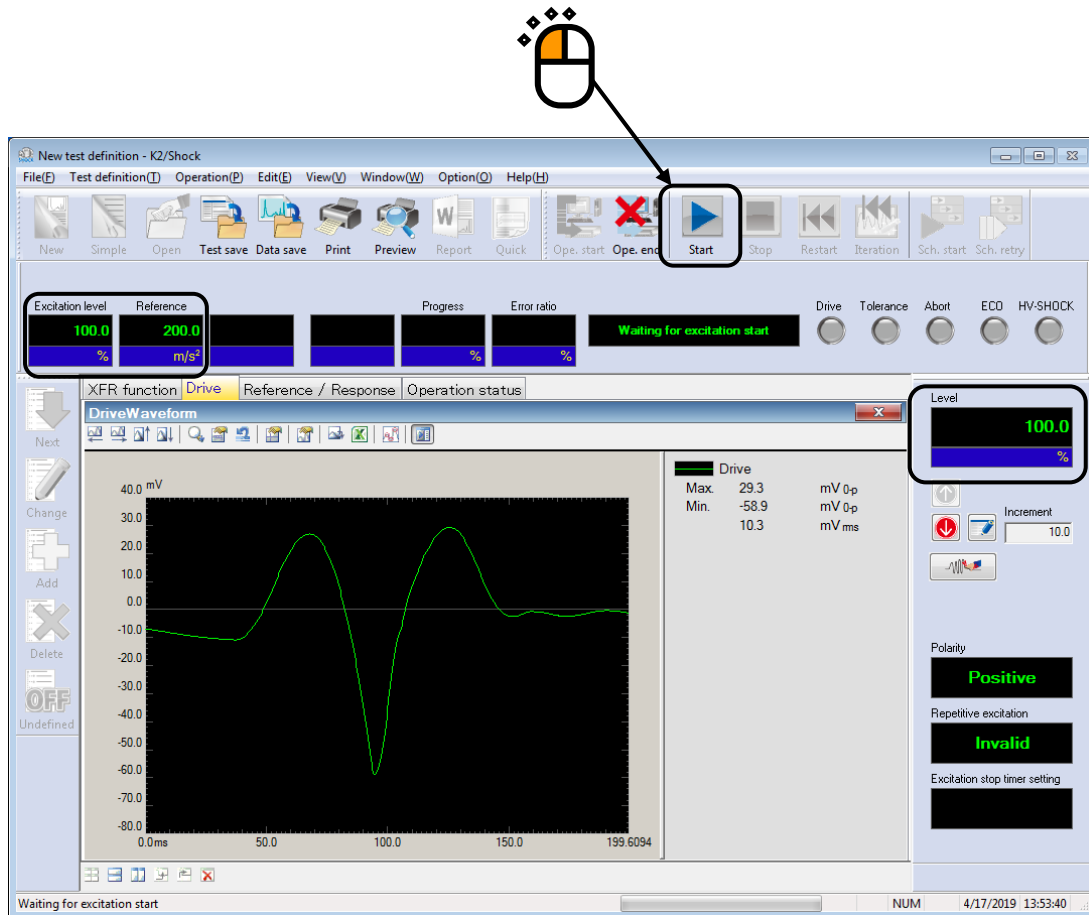 New test definition - K2/Shock
File(F) Test definition(T) Operation(P) Edit(E) View(V) Window(W) Option(O) Help(H)
New Simple Open Test save Data save Print Preview Report Quick Ope. start Ope. end Start Stop Restart Iteration Sch. start Sch. retry
Excitation level Reference Progress Error ratio Drive Tolerance Abort ECO HV-SHOCK
100.0 200.0 Waiting for excitation start
% m/s² % %
XFR function Drive Reference / Response Operation status
DriveWaveform
Next
Change
Add
Delete
OFF
Undefined
40.0 mV
30.0
20.0
10.0
0.0
-10.0
-20.0
-30.0
-40.0
-50.0
-60.0
-70.0
-80.0
0.0ms 50.0 100.0 150.0 199.6094
Drive
Max. 29.3 mV 0-p
Min. -58.9 mV 0-p
10.3 mV rms
Level
100.0
%
Increment
10.0
Polarity
Positive
Repetitive excitation
Invalid
Excitation stop timer setting
Waiting for excitation start NUM 4/17/2019 13:53:40